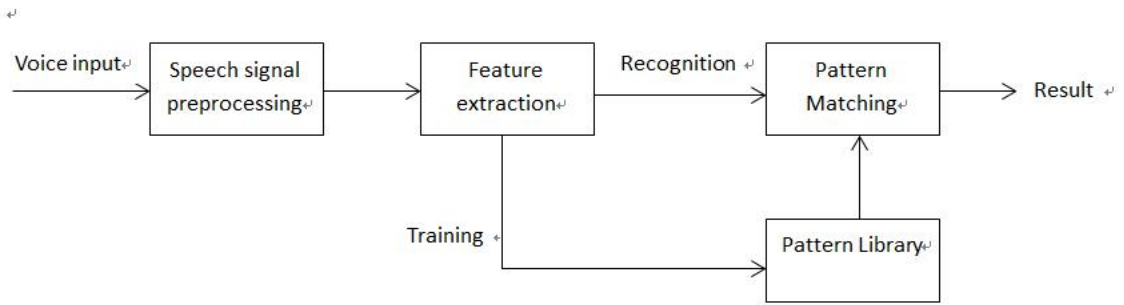 Voice input
Speech signal
preprocessing
Feature
extraction
Recognition
Pattern
Matching
Result
Training
Pattern Library